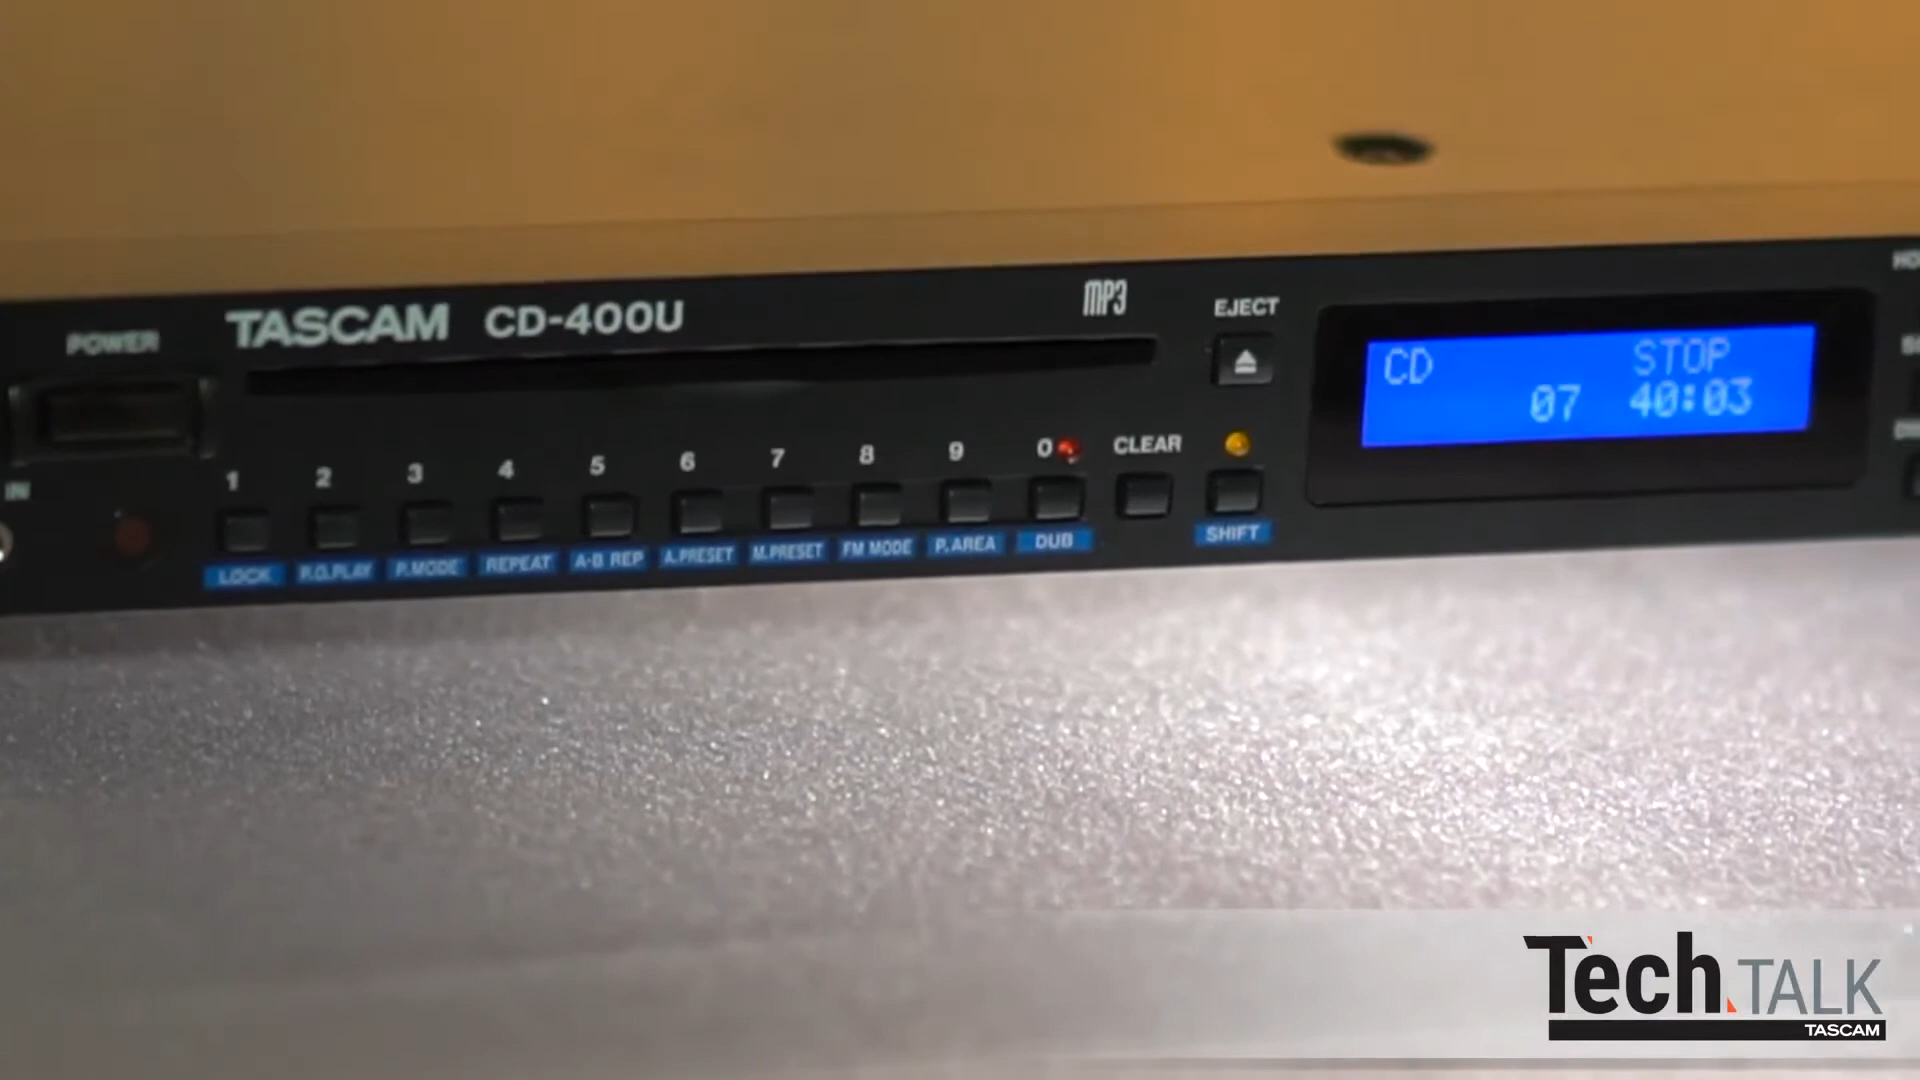 POWER
TASCAM CD-400U
MP3
EJECT
CD STOP
07 40:03
IN
1 2 3 4 5 6 7 8 9 0 CLEAR
LOCK R.O.PLAY P.MODE REPEAT A-B REP A.PRESET M.PRESET FM MODE P.AREA DUB SHIFT
Tech.TALK
TASCAM